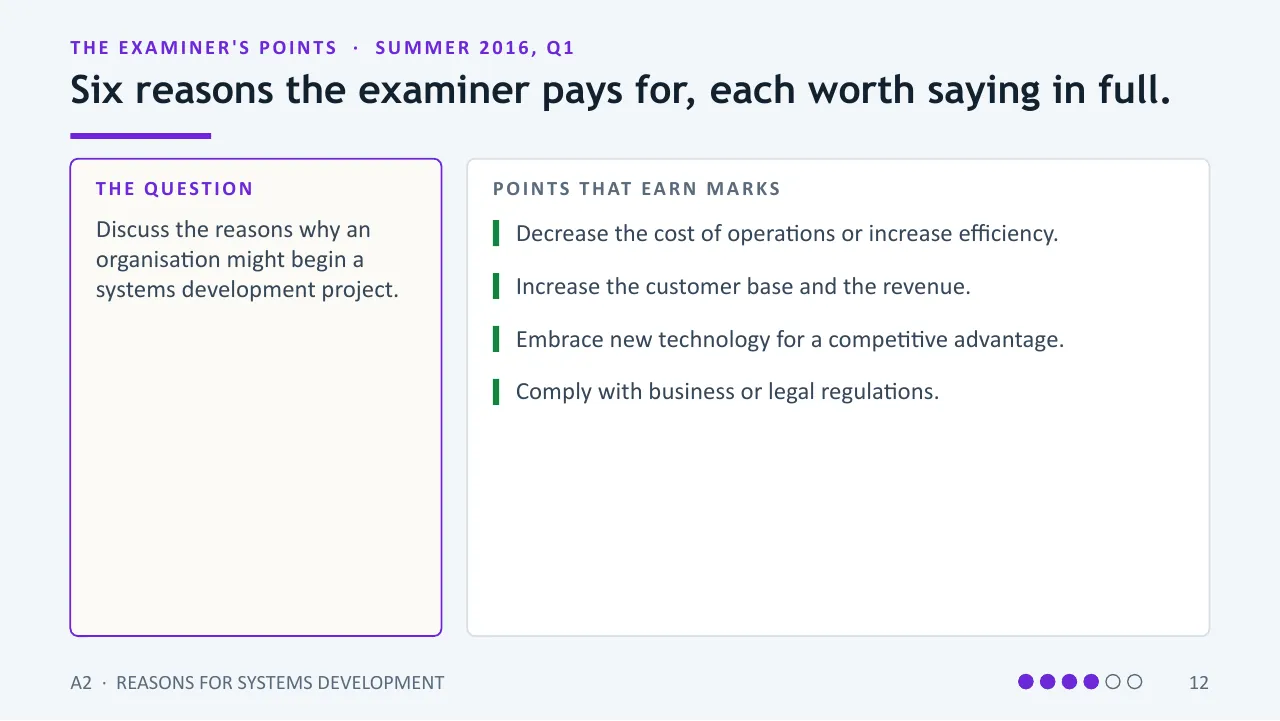 THE EXAMINER'S POINTS · SUMMER 2016, Q1
Six reasons the examiner pays for, each worth saying in full.
THE QUESTION
Discuss the reasons why an
organisation might begin a
systems development project.
POINTS THAT EARN MARKS
Decrease the cost of operations or increase efficiency.
Increase the customer base and the revenue.
Embrace new technology for a competitive advantage.
Comply with business or legal regulations.
A2 · REASONS FOR SYSTEMS DEVELOPMENT
12